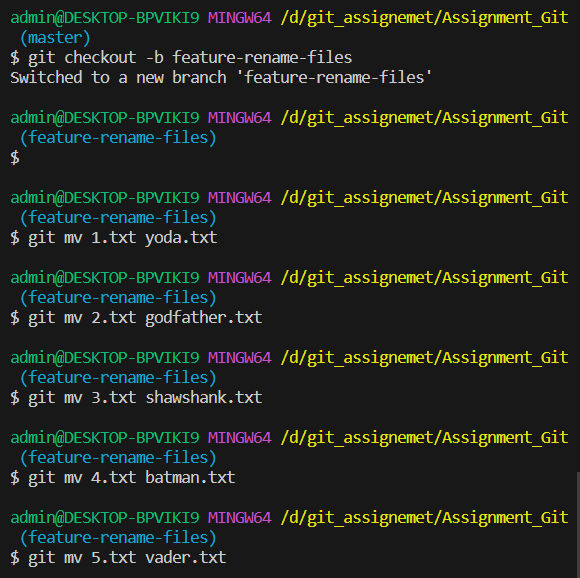 admin@DESKTOP-BPVIKI9 MINGW64 /d/git_assignemet/Assignment_Git
(master)
$ git checkout -b feature-rename-files
Switched to a new branch 'feature-rename-files'
admin@DESKTOP-BPVIKI9 MINGW64 /d/git_assignemet/Assignment_Git
(feature-rename-files)
$
admin@DESKTOP-BPVIKI9 MINGW64 /d/git_assignemet/Assignment_Git
(feature-rename-files)
$ git mv 1.txt yoda.txt
admin@DESKTOP-BPVIKI9 MINGW64 /d/git_assignemet/Assignment_Git
(feature-rename-files)
$ git mv 2.txt godfather.txt
admin@DESKTOP-BPVIKI9 MINGW64 /d/git_assignemet/Assignment_Git
(feature-rename-files)
$ git mv 3.txt shawshank.txt
admin@DESKTOP-BPVIKI9 MINGW64 /d/git_assignemet/Assignment_Git
(feature-rename-files)
$ git mv 4.txt batman.txt
admin@DESKTOP-BPVIKI9 MINGW64 /d/git_assignemet/Assignment_Git
(feature-rename-files)
$ git mv 5.txt vader.txt